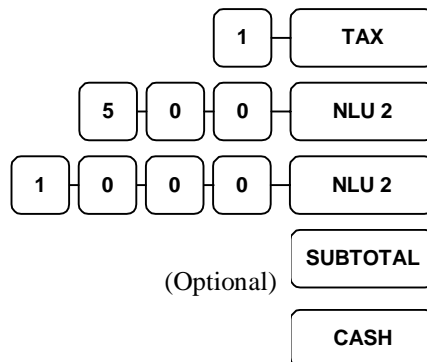 1 TAX
5 0 0 NLU 2
1 0 0 0 NLU 2
SUBTOTAL
(Optional)
CASH